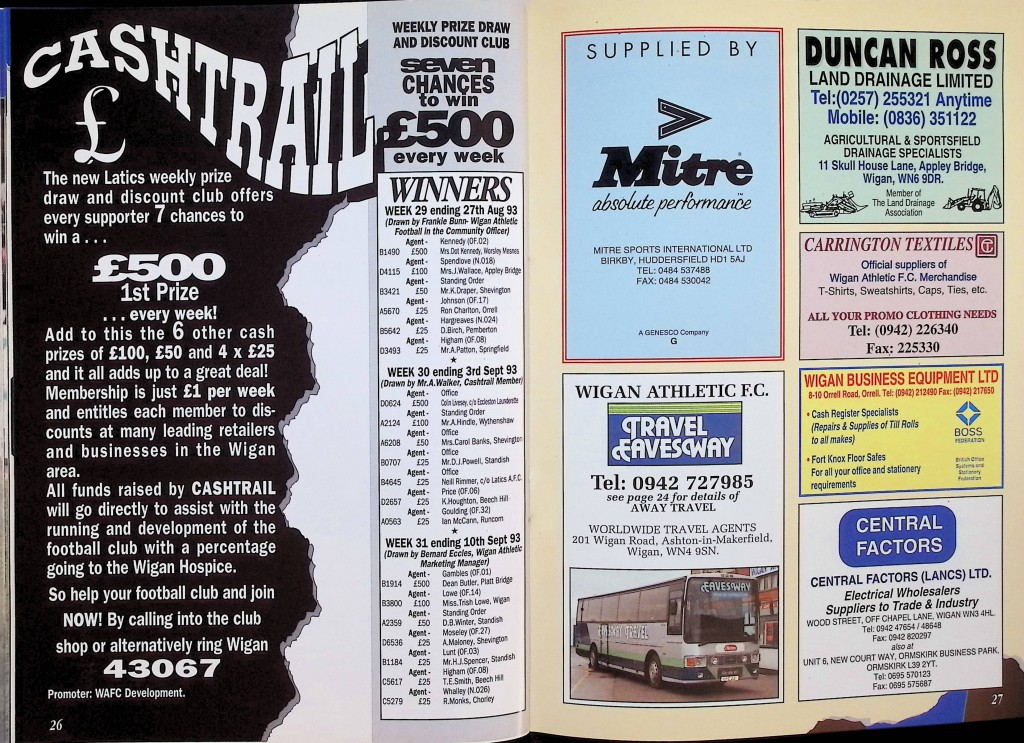 CASHTRAIL
£
The new Latics weekly prize
draw and discount club offers
every supporter 7 chances to
win a . . .
£500
1st Prize
. . . every week!
Add to this the 6 other cash
prizes of £100, £50 and 4 x £25
and it all adds up to a great deal!
Membership is just £1 per week
and entitles each member to dis-
counts at many leading retailers
and businesses in the Wigan
area.
All funds raised by CASHTRAIL
will go directly to assist with the
running and development of the
football club with a percentage
going to the Wigan Hospice.
So help your football club and join
NOW! By calling into the club
shop or alternatively ring Wigan
43067
Promoter: WAFC Development.
26
WEEKLY PRIZE DRAW
AND DISCOUNT CLUB
seven
CHANCES
to win
£500
every week
WINNERS
WEEK 29 ending 27th Aug 93
(Drawn by Frankie Bunn- Wigan Athletic
Football In the Community Officer)
Agent - Kennedy (OF.02)
B1490 £500 Mrs.Dot Kennedy, Worsley Mesnes
Agent - Spendlove (N.018)
D4115 £100 Mrs.J.Wallace, Appley Bridge
Agent - Standing Order
B3421 £50 Mr.K.Draper, Shevington
Agent - Johnson (OF.17)
A5670 £25 Ron Charlton, Orrell
Agent - Hargreaves (N.024)
B5642 £25 D.Birch, Pemberton
Agent - Higham (OF.08)
D3493 £25 Mr.A.Patton, Springfield
WEEK 30 ending 3rd Sept 93
(Drawn by Mr.A.Walker, Cashtrail Member)
Agent - Office
D0624 £500 Colin Livesey, c/o Eccleston Launderette
Agent - Standing Order
A2124 £100 Mr.A.Hindle, Wythenshaw
Agent - Office
A6208 £50 Mrs.Carol Banks, Shevington
Agent - Office
B0707 £25 Mr.D.J.Powell, Standish
Agent - Office
B4645 £25 Neill Rimmer, c/o Latics A.F.C.
Agent - Price (OF.06)
D2657 £25 K.Houghton, Beech Hill
Agent - Goulding (OF.32)
A0563 £25 Ian McCann, Runcorn
WEEK 31 ending 10th Sept 93
(Drawn by Bernard Eccles, Wigan Athletic
Marketing Manager)
Agent - Gambles (OF.01)
B1914 £500 Dean Butler, Platt Bridge
Agent - Lowe (OF.14)
B3800 £100 Miss.Trish Lowe, Wigan
Agent - Standing Order
A2359 £50 D.B.Winter, Standish
Agent - Moseley (OF.27)
D6536 £25 A.Maloney, Shevington
Agent - Lunt (OF.03)
B1184 £25 Mr.H.J.Spencer, Standish
Agent - Higham (OF.08)
C5617 £25 T.E.Smith, Beech Hill
Agent - Whalley (N.026)
C5279 £25 R.Monks, Chorley
SUPPLIED BY
Mitre
absolute performance
MITRE SPORTS INTERNATIONAL LTD
BIRKBY, HUDDERSFIELD HD1 5AJ
TEL: 0484 537488
FAX: 0484 530042
A GENESCO Company
G
WIGAN ATHLETIC F.C.
TRAVEL
EAVESWAY
Tel: 0942 727985
see page 24 for details of
AWAY TRAVEL
WORLDWIDE TRAVEL AGENTS
201 Wigan Road, Ashton-in-Makerfield,
Wigan, WN4 9SN.
EAVESWAY
EAVESWAY TRAVEL
DUNCAN ROSS
LAND DRAINAGE LIMITED
Tel:(0257) 255321 Anytime
Mobile: (0836) 351122
AGRICULTURAL & SPORTSFIELD
DRAINAGE SPECIALISTS
11 Skull House Lane, Appley Bridge,
Wigan, WN6 9DR.
Member of
The Land Drainage
Association
CARRINGTON TEXTILES
Official suppliers of
Wigan Athletic F.C. Merchandise
T-Shirts, Sweatshirts, Caps, Ties, etc.
ALL YOUR PROMO CLOTHING NEEDS
Tel: (0942) 226340
Fax: 225330
WIGAN BUSINESS EQUIPMENT LTD
8-10 Orrell Road, Orrell. Tel: (0942) 212490 Fax: (0942) 217650
• Cash Register Specialists
(Repairs & Supplies of Till Rolls
to all makes)
• Fort Knox Floor Safes
For all your office and stationery
requirements
BOSS
FEDERATION
British Office
Systems and
Stationery
Federation
CENTRAL
FACTORS
CENTRAL FACTORS (LANCS) LTD.
Electrical Wholesalers
Suppliers to Trade & Industry
WOOD STREET, OFF CHAPEL LANE, WIGAN WN3 4HL.
Tel: 0942 47654 / 48648
Fax: 0942 820297
also at
UNIT 6, NEW COURT WAY, ORMSKIRK BUSINESS PARK,
ORMSKIRK L39 2YT.
Tel: 0695 570123
Fax: 0695 575687
27